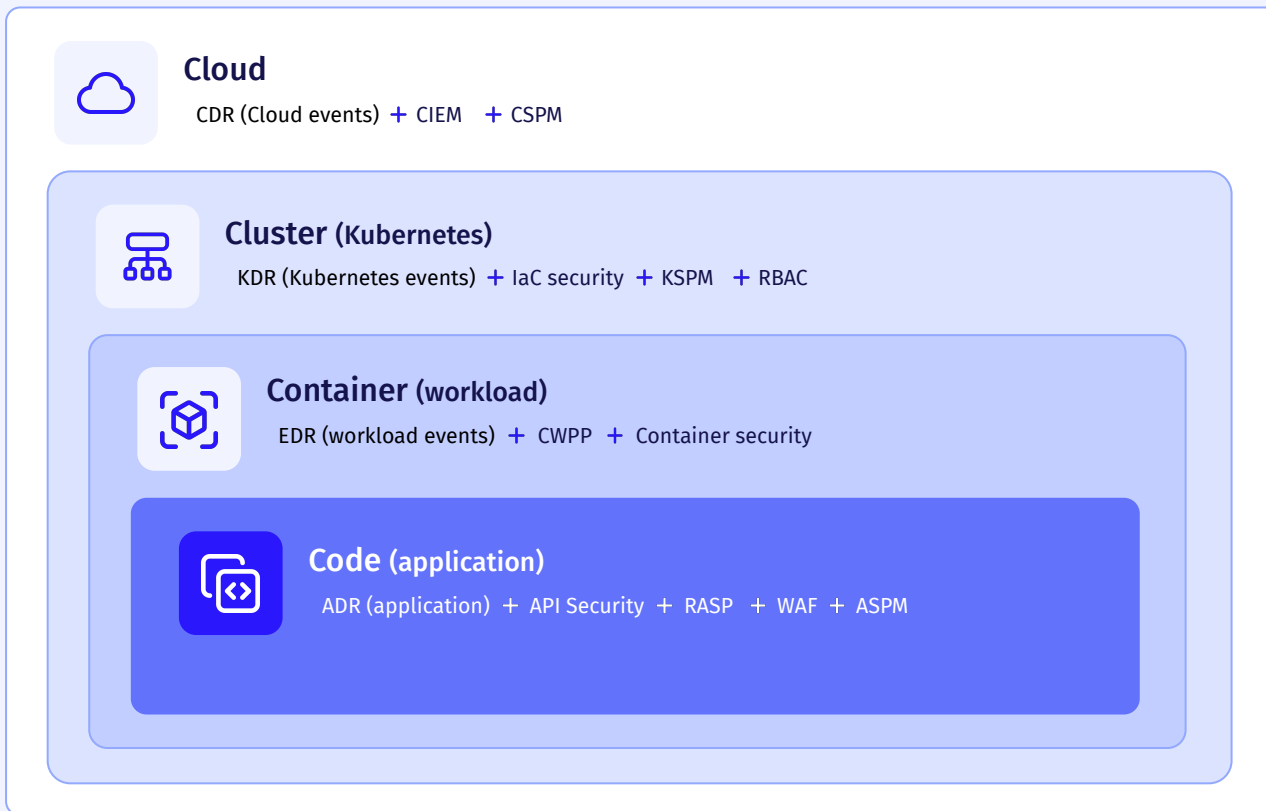 Cloud
CDR (Cloud events) + CIEM + CSPM
Cluster (Kubernetes)
KDR (Kubernetes events) + IaC security + KSPM + RBAC
Container (workload)
EDR (workload events) + CWPP + Container security
Code (application)
ADR (application) + API Security + RASP + WAF + ASPM